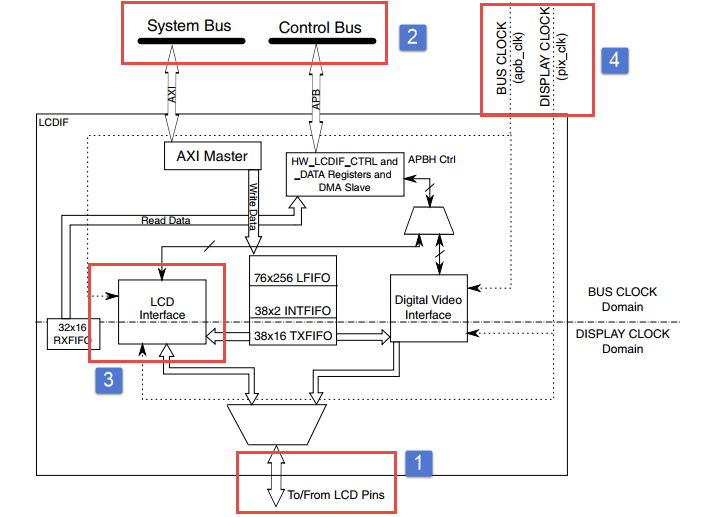 System Bus
Control Bus
2
BUS CLOCK
(apb_clk)
DISPLAY CLOCK
(pix_clk)
4
AXI
APB
LCDIF
AXI Master
HW_LCDIF_CTRL and
_DATA Registers and
DMA Slave
APBH Ctrl
Write Data
Read Data
76x256 LFIFO
38x2 INTFIFO
38x16 TXFIFO
LCD
Interface
Digital Video
Interface
BUS CLOCK
Domain
32x16
RXFIFO
DISPLAY CLOCK
Domain
3
1
To/From LCD Pins